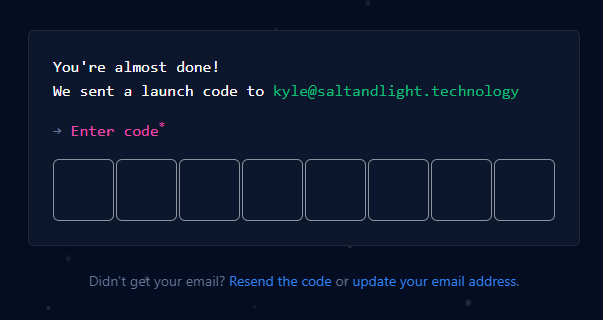 You're almost done!
We sent a launch code to kyle@saltandlight.technology
→ Enter code*
Didn't get your email? Resend the code or update your email address.